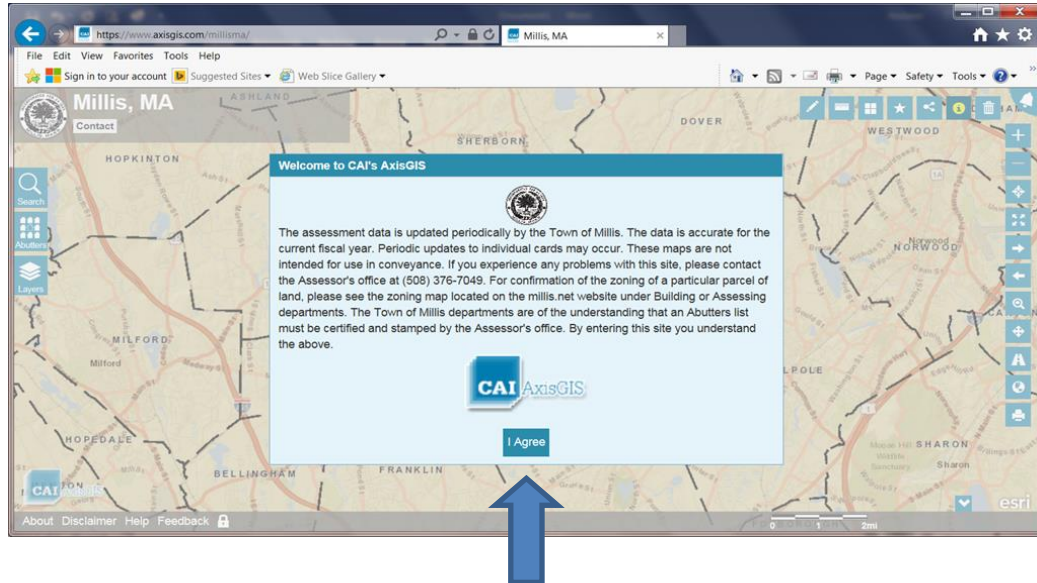 https://www.axisgis.com/millisma/
Millis, MA
File Edit View Favorites Tools Help
Sign in to your account Suggested Sites Web Slice Gallery
Page Safety Tools
Millis, MA
Contact
ASHLAND
DOVER
SHERBORN
WESTWOOD
HOPKINTON
Search
Abutters
Layers
Welcome to CAI's AxisGIS
The assessment data is updated periodically by the Town of Millis. The data is accurate for the
current fiscal year. Periodic updates to individual cards may occur. These maps are not
intended for use in conveyance. If you experience any problems with this site, please contact
the Assessor's office at (508) 376-7049. For confirmation of the zoning of a particular parcel of
land, please see the zoning map located on the millis.net website under Building or Assessing
departments. The Town of Millis departments are of the understanding that an Abutters list
must be certified and stamped by the Assessor's office. By entering this site you understand
the above.
CAI AxisGIS
I Agree
NORWOOD
Norwood
MILFORD
Milford
LPOLE
HOPEDALE
BELLINGHAM
FRANKLIN
SHARON
Sharon
CAI
esri
About Disclaimer Help Feedback
0 1 2mi